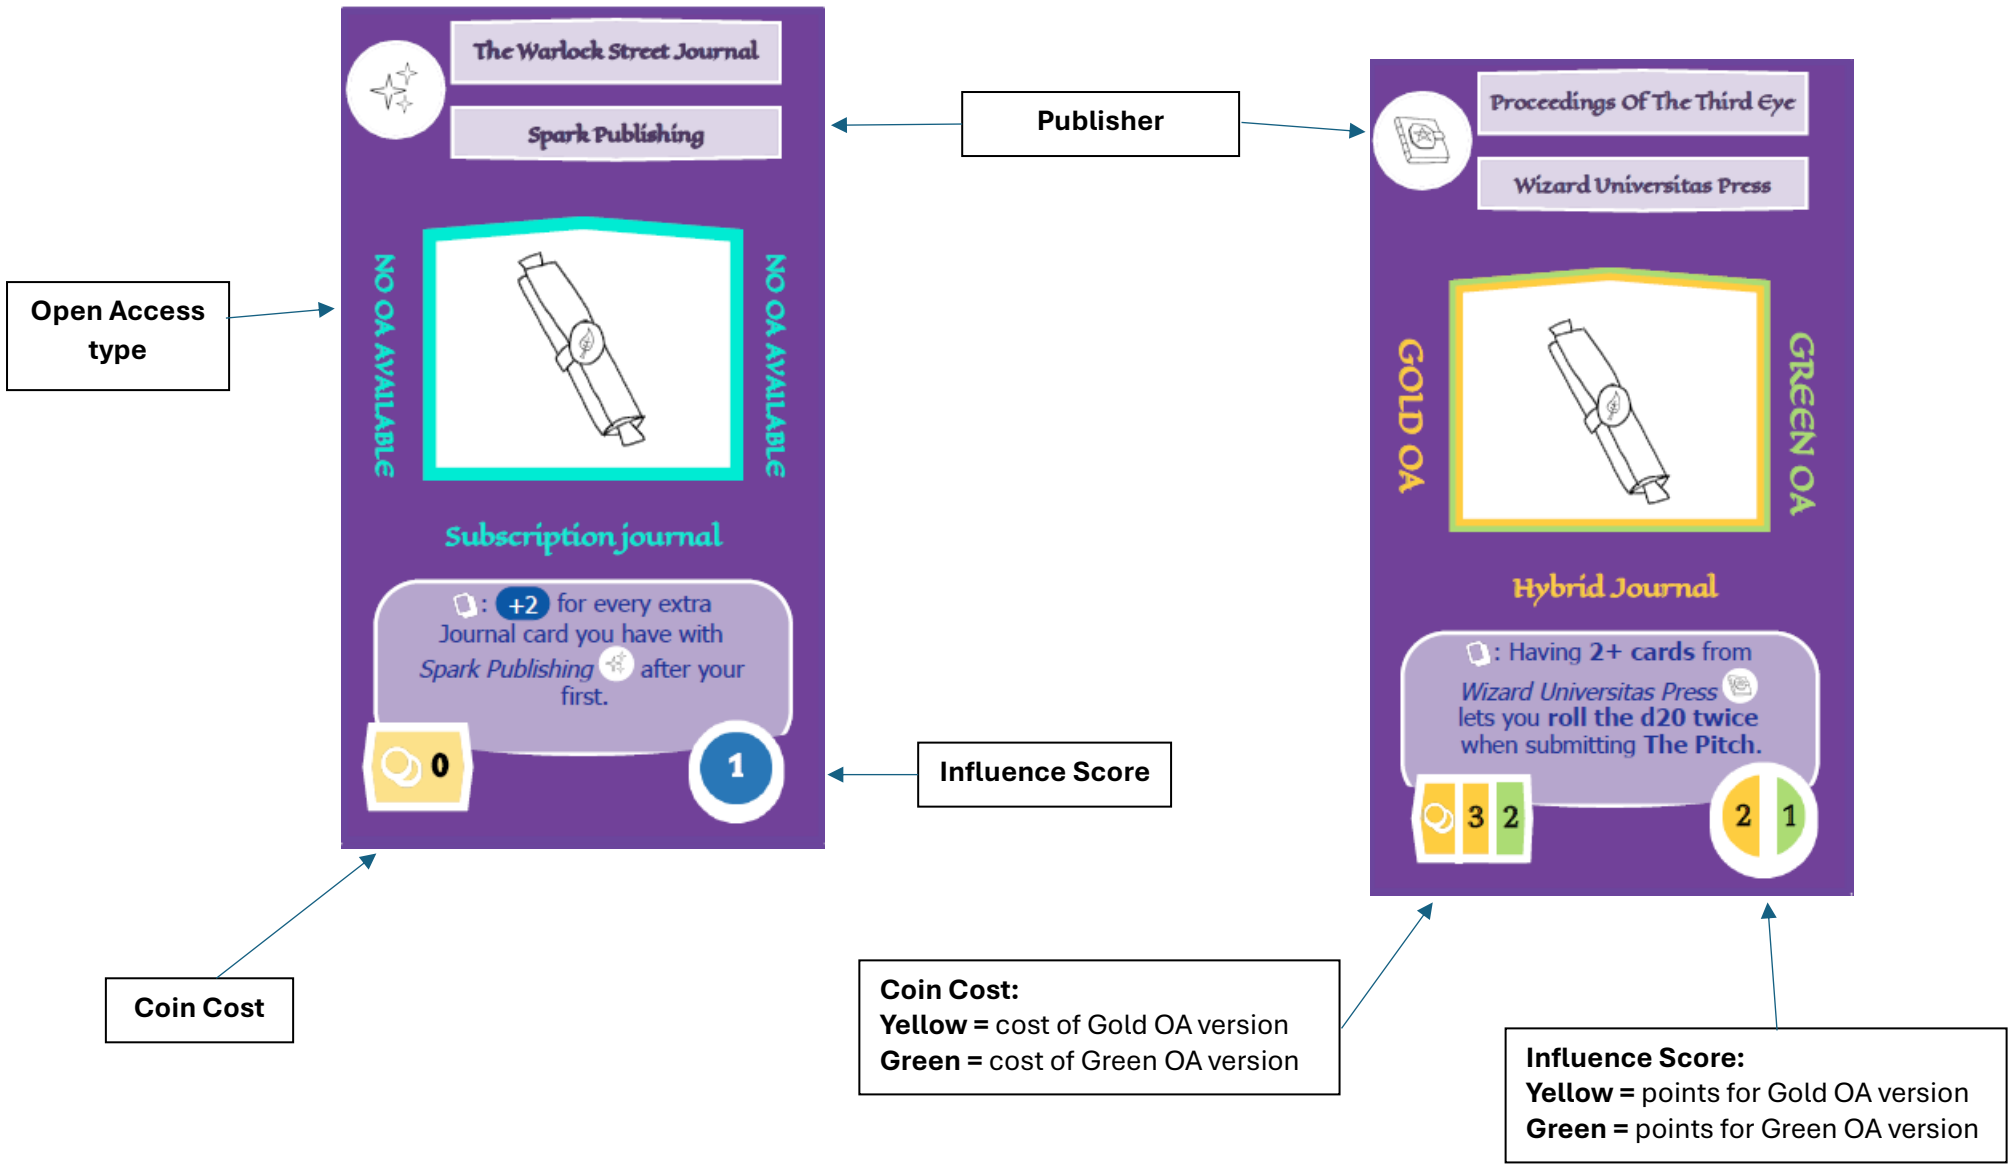 The Warlock Street Journal
Spark Publishing
NO OA AVAILABLE
NO OA AVAILABLE
Subscription journal
: +2 for every extra
Journal card you have with
Spark Publishing after your
first.
0
1
Publisher
Open Access
type
Influence Score
Coin Cost
Proceedings Of The Third Eye
Wizard Universitas Press
GOLD OA
GREEN OA
Hybrid Journal
: Having 2+ cards from
Wizard Universitas Press
lets you roll the d20 twice
when submitting The Pitch.
3 2
2 1
Coin Cost:
Yellow = cost of Gold OA version
Green = cost of Green OA version
Influence Score:
Yellow = points for Gold OA version
Green = points for Green OA version